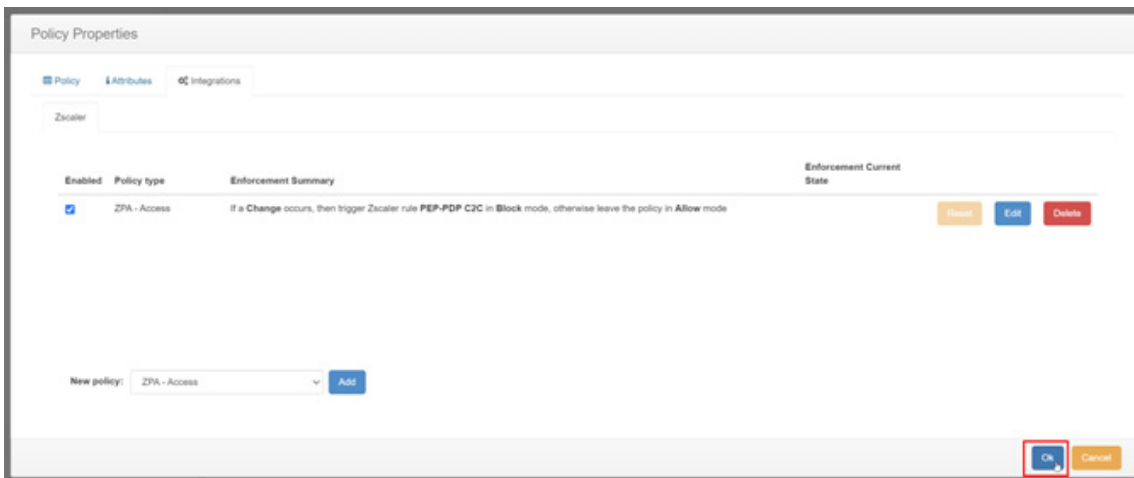 Policy Properties
Policy Attributes Integrations
Zscaler
Enabled Policy type Enforcement Summary Enforcement Current State
ZPA - Access If a Change occurs, then trigger Zscaler rule PEP-PDP C2C in Block mode, otherwise leave the policy in Allow mode Reset Edit Delete
New policy: ZPA - Access Add
Ok Cancel